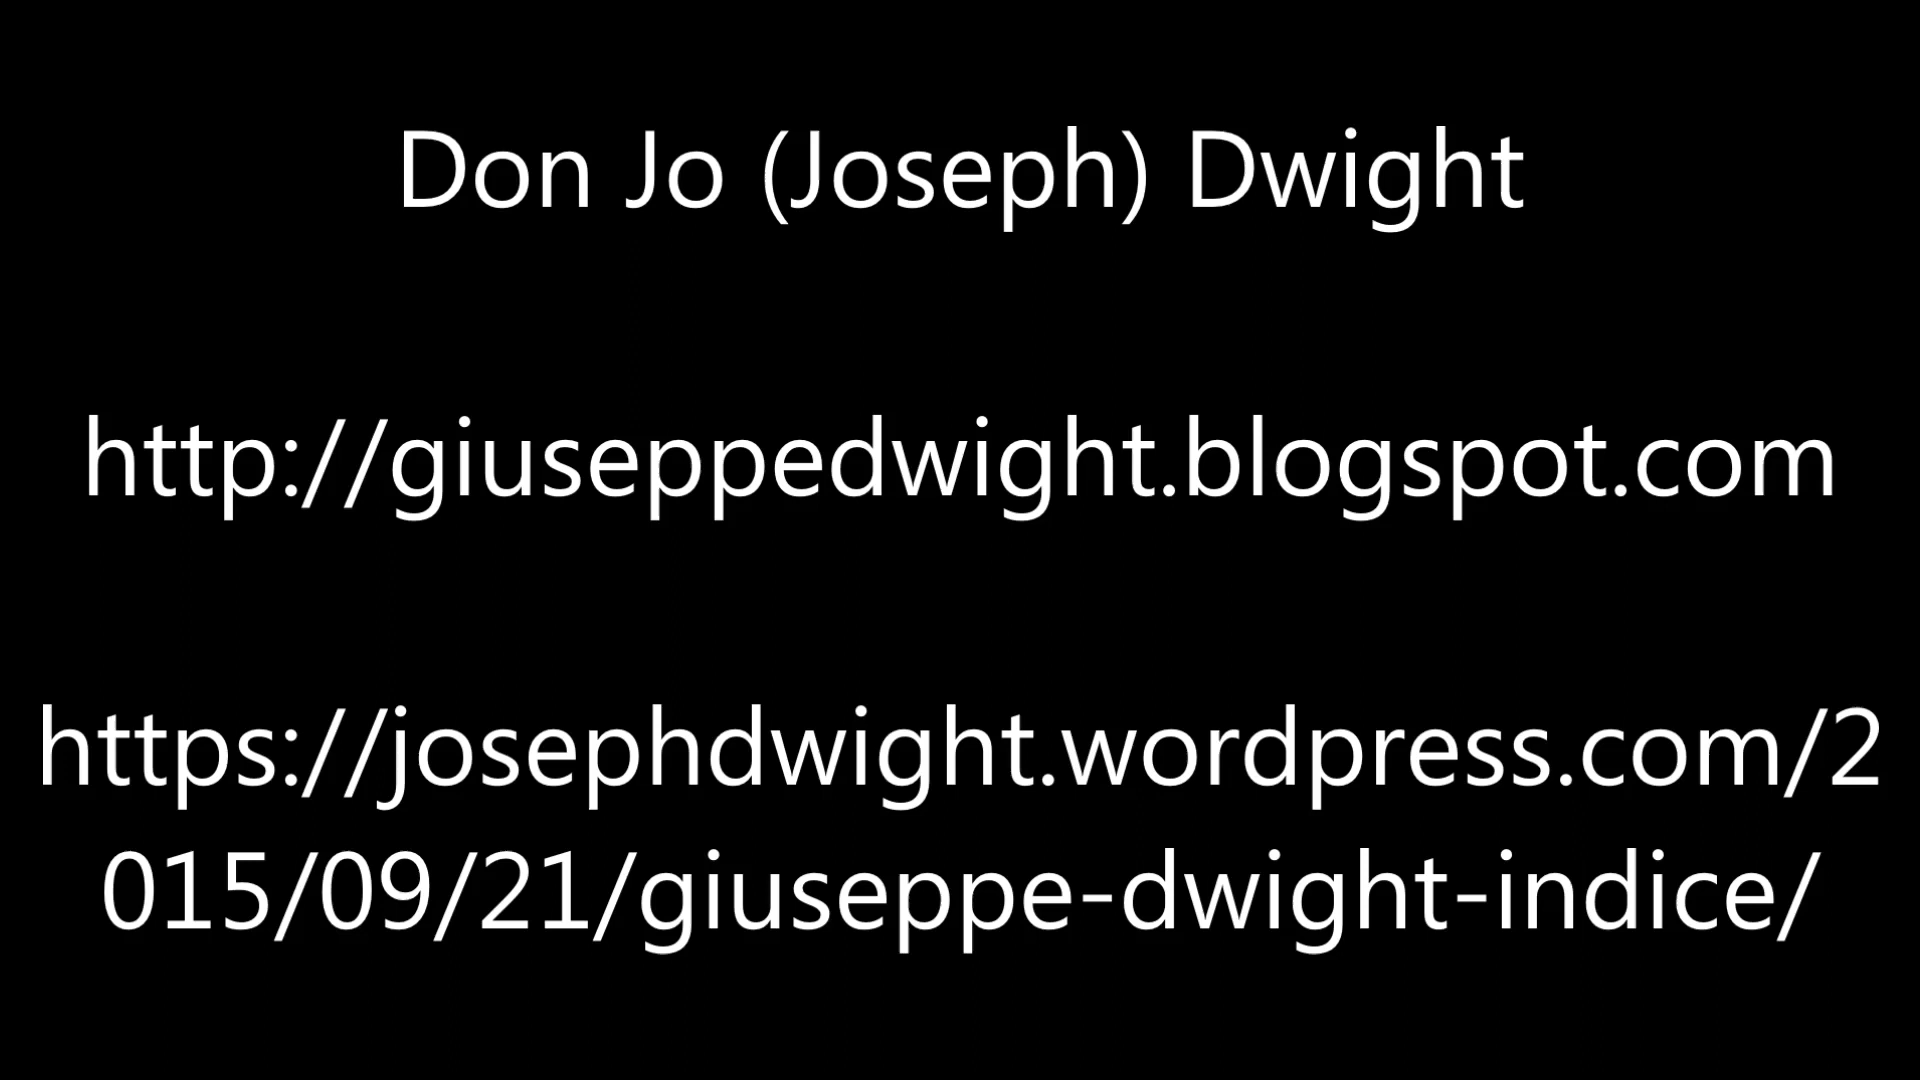 Don Jo (Joseph) Dwight
http://giuseppedwight.blogspot.com
https://josephdwight.wordpress.com/2
015/09/21/giuseppe-dwight-indice/